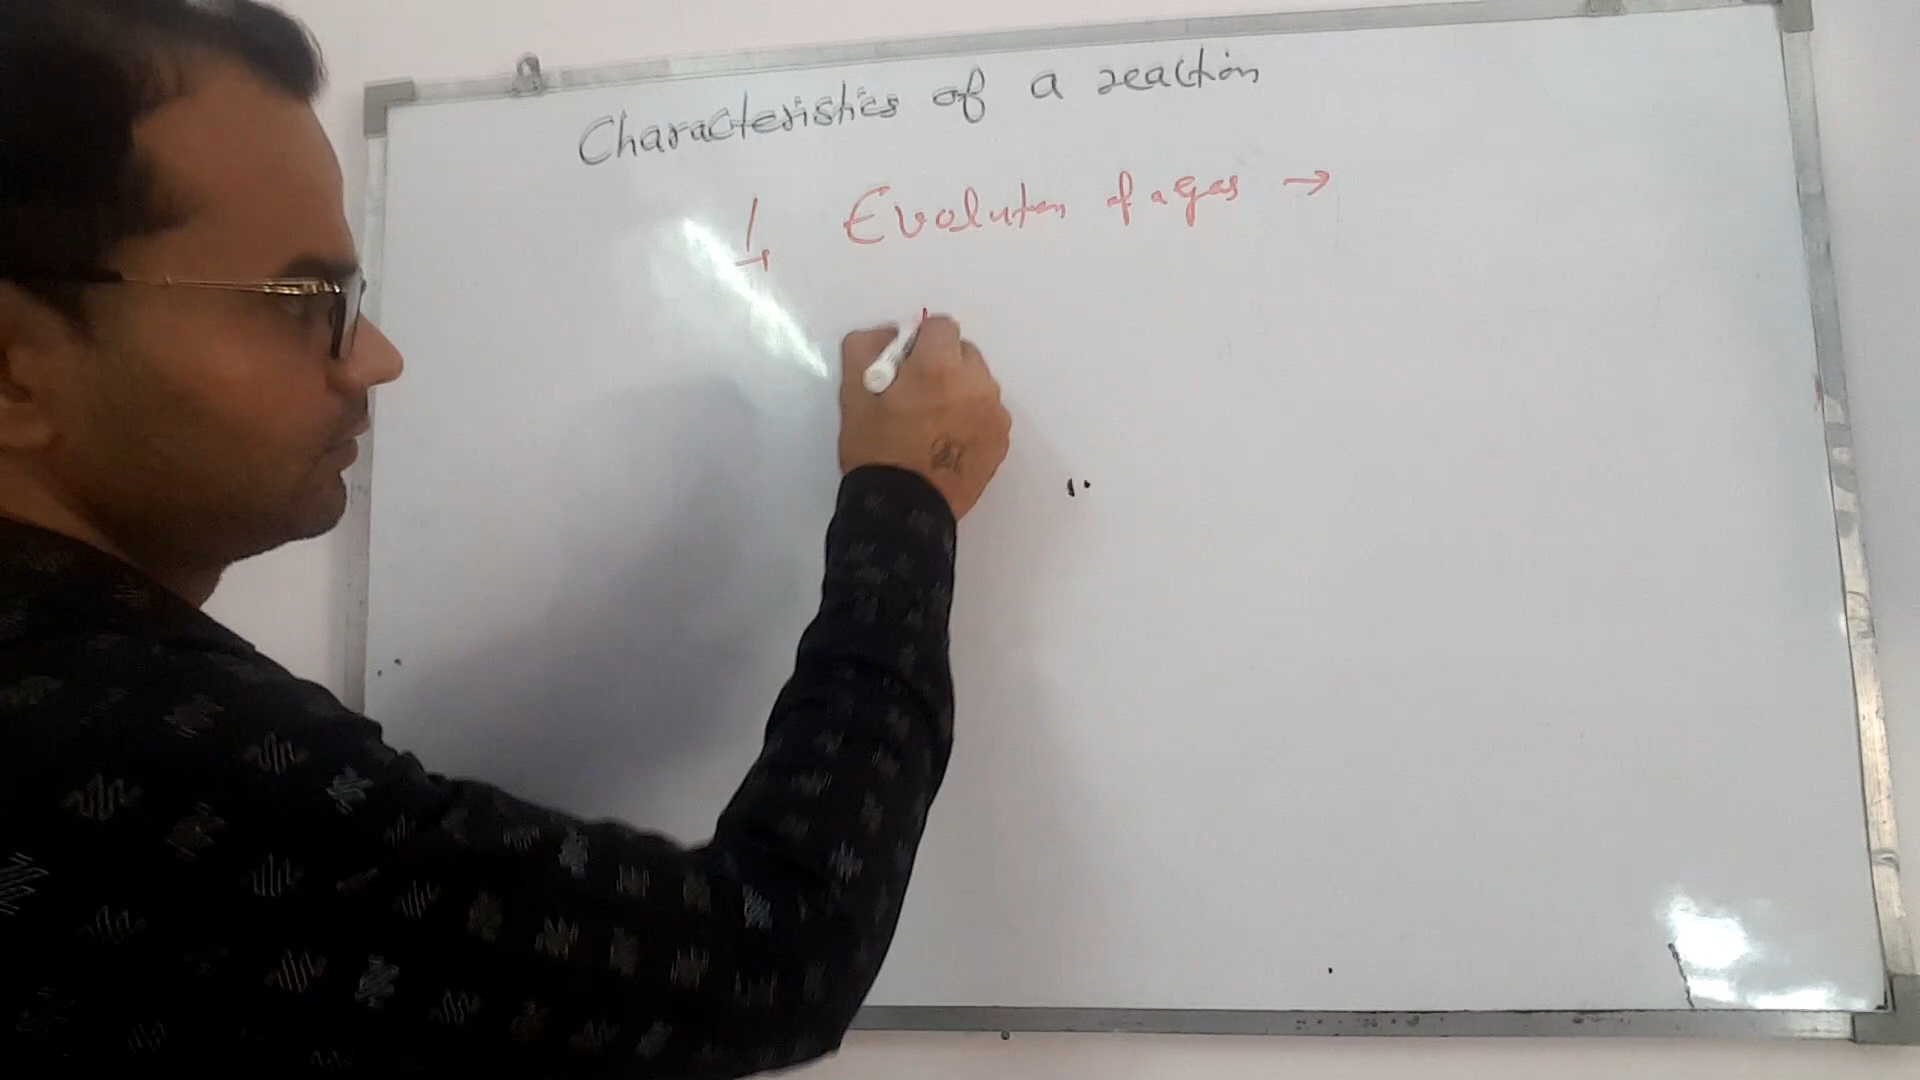 Characteristics of a reaction
1. Evolution of a gas →